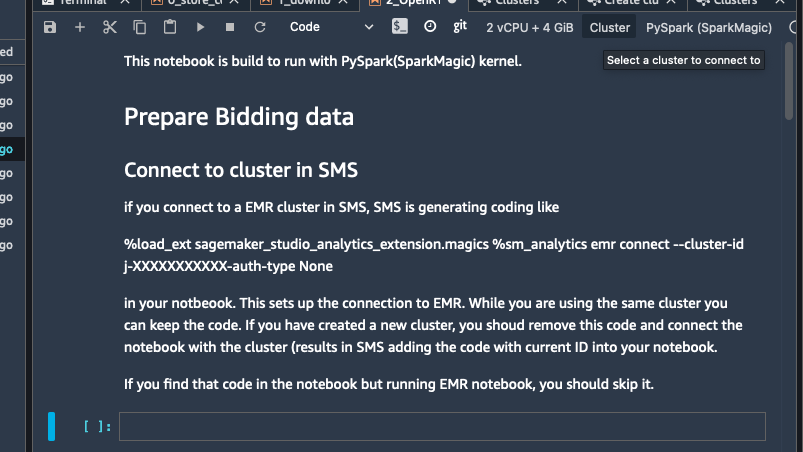 Terminal
0_store_
1_downlo
2_OpenR
Clusters
Create clu
Clusters
Code
$_
git
2 vCPU + 4 GiB
Cluster
PySpark (SparkMagic)
Select a cluster to connect to
ed
go
go
go
go
go
go
go
go
This notebook is build to run with PySpark(SparkMagic) kernel.
Prepare Bidding data
Connect to cluster in SMS
if you connect to a EMR cluster in SMS, SMS is generating coding like
%load_ext sagemaker_studio_analytics_extension.magics %sm_analytics emr connect --cluster-id
j-XXXXXXXXXXX-auth-type None
in your notbeook. This sets up the connection to EMR. While you are using the same cluster you
can keep the code. If you have created a new cluster, you shoud remove this code and connect the
notebook with the cluster (results in SMS adding the code with current ID into your notebook.
If you find that code in the notebook but running EMR notebook, you should skip it.
[ ]: